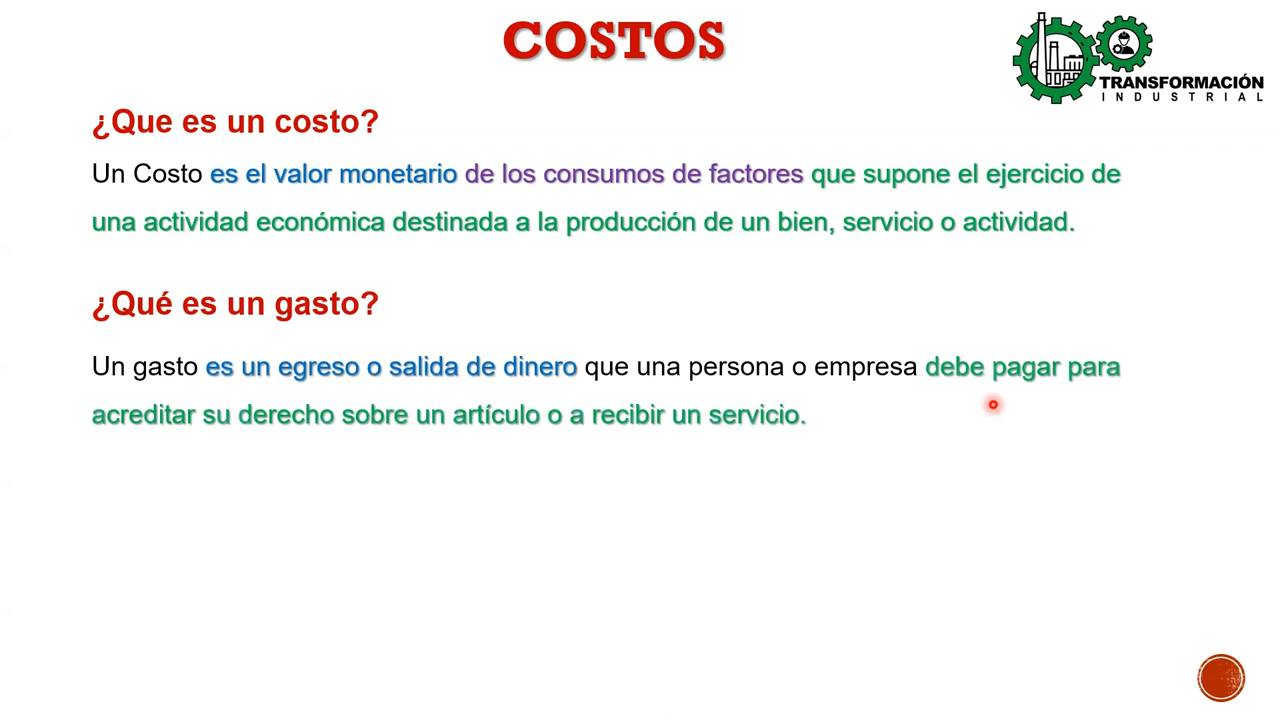 COSTOS
TRANSFORMACIÓN
INDUSTRIAL
¿Que es un costo?
Un Costo es el valor monetario de los consumos de factores que supone el ejercicio de
una actividad económica destinada a la producción de un bien, servicio o actividad.
¿Qué es un gasto?
Un gasto es un egreso o salida de dinero que una persona o empresa debe pagar para
acreditar su derecho sobre un artículo o a recibir un servicio.